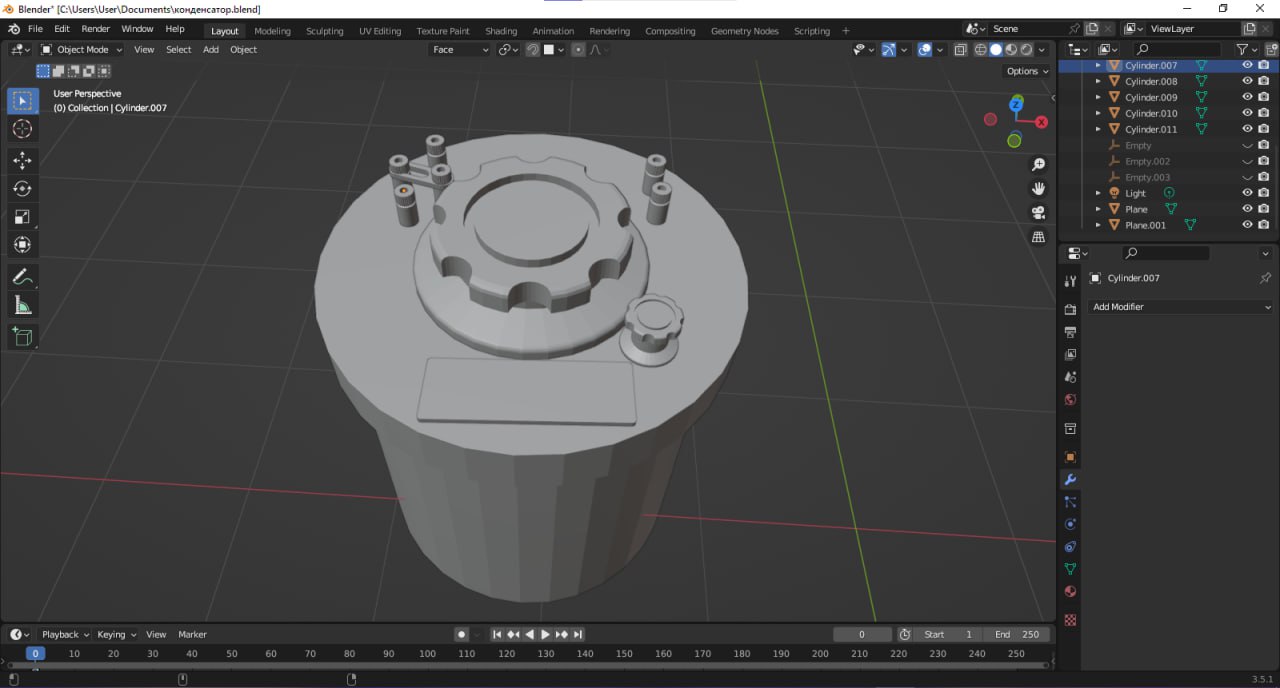 Blender* [C:\Users\User\Documents\конденсатор.blend]
File Edit Render Window Help Layout Modeling Sculpting UV Editing Texture Paint Shading Animation Rendering Compositing Geometry Nodes Scripting + Scene ViewLayer
Object Mode View Select Add Object Face
Options
User Perspective
(0) Collection | Cylinder.007
Z
X
Cylinder.007
Cylinder.008
Cylinder.009
Cylinder.010
Cylinder.011
Empty
Empty.002
Empty.003
Light
Plane
Plane.001
Cylinder.007
Add Modifier
Playback Keying View Marker 0 Start 1 End 250
0 10 20 30 40 50 60 70 80 90 100 110 120 130 140 150 160 170 180 190 200 210 220 230 240 250
3.5.1